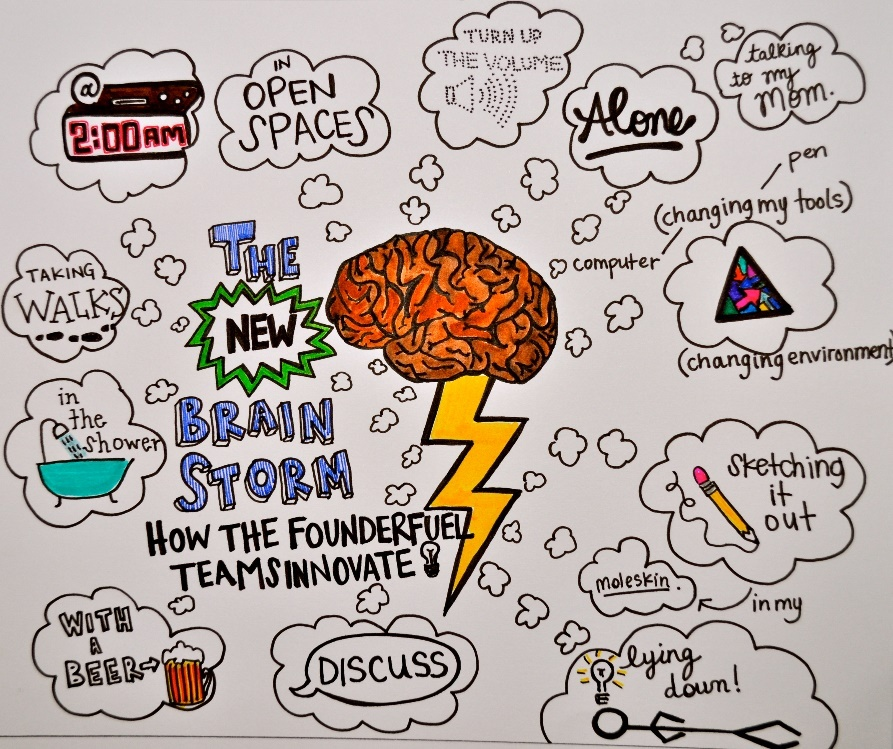 @
2:00AM
IN
OPEN
SPACES
TURN UP
THE VOLUME
Alone
talking
to my
Mom.
pen
(changing my tools)
computer
(changing environment)
TAKING
WALKS
THE
NEW
BRAIN
STORM
HOW THE FOUNDERFUEL
TEAMS INNOVATE
in
the
shower
sketching
it
out
moleskin
in my
WITH
A
BEER
DISCUSS
lying
down!